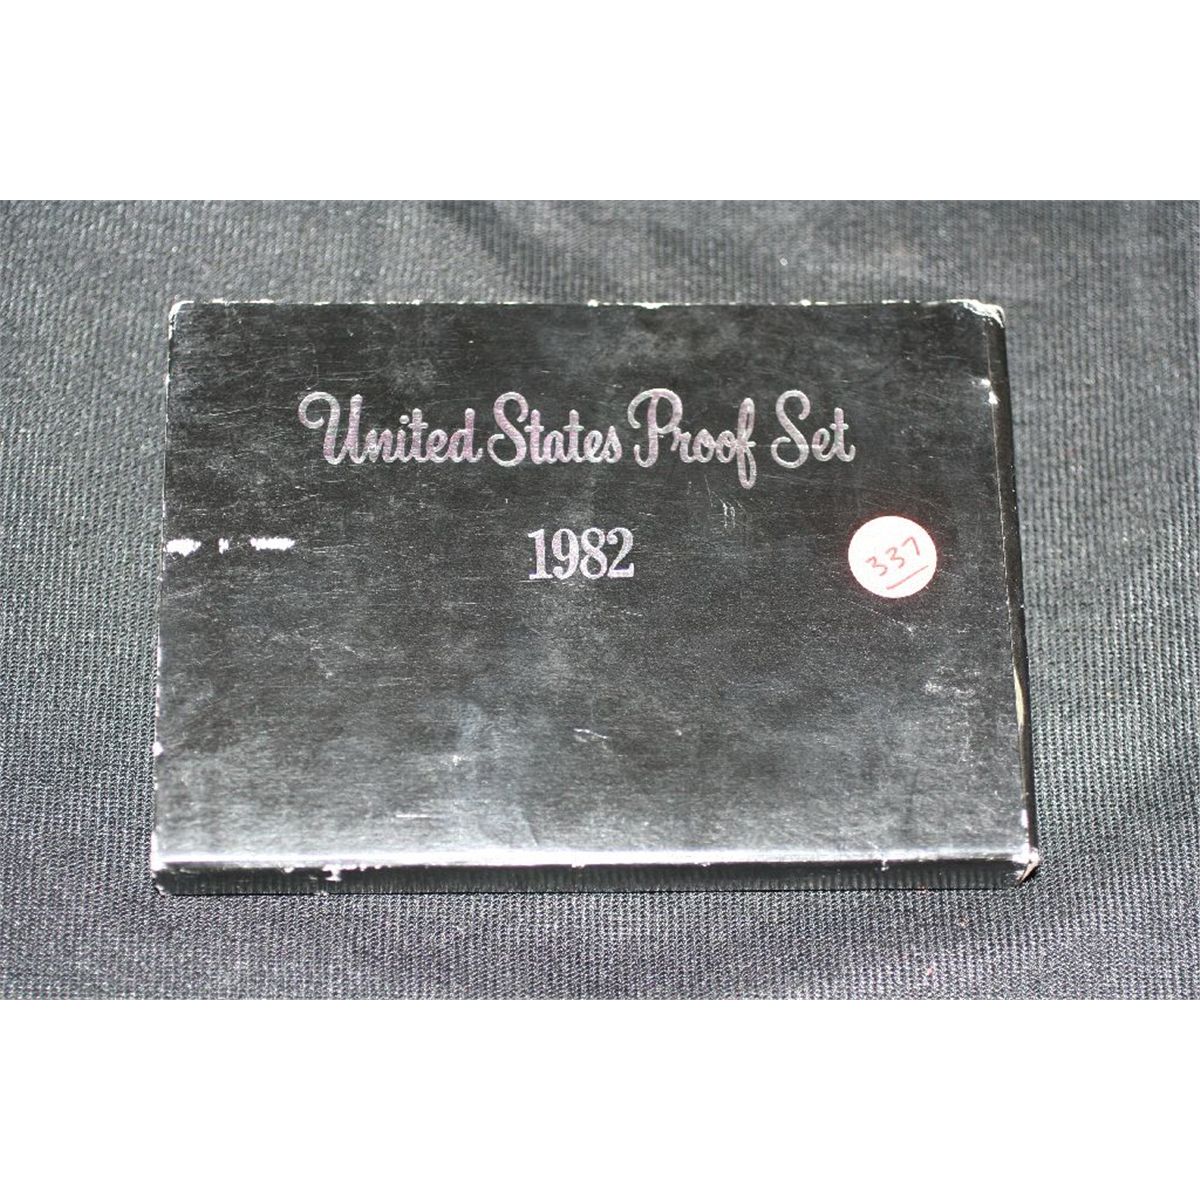 United States Proof Set
1982
337